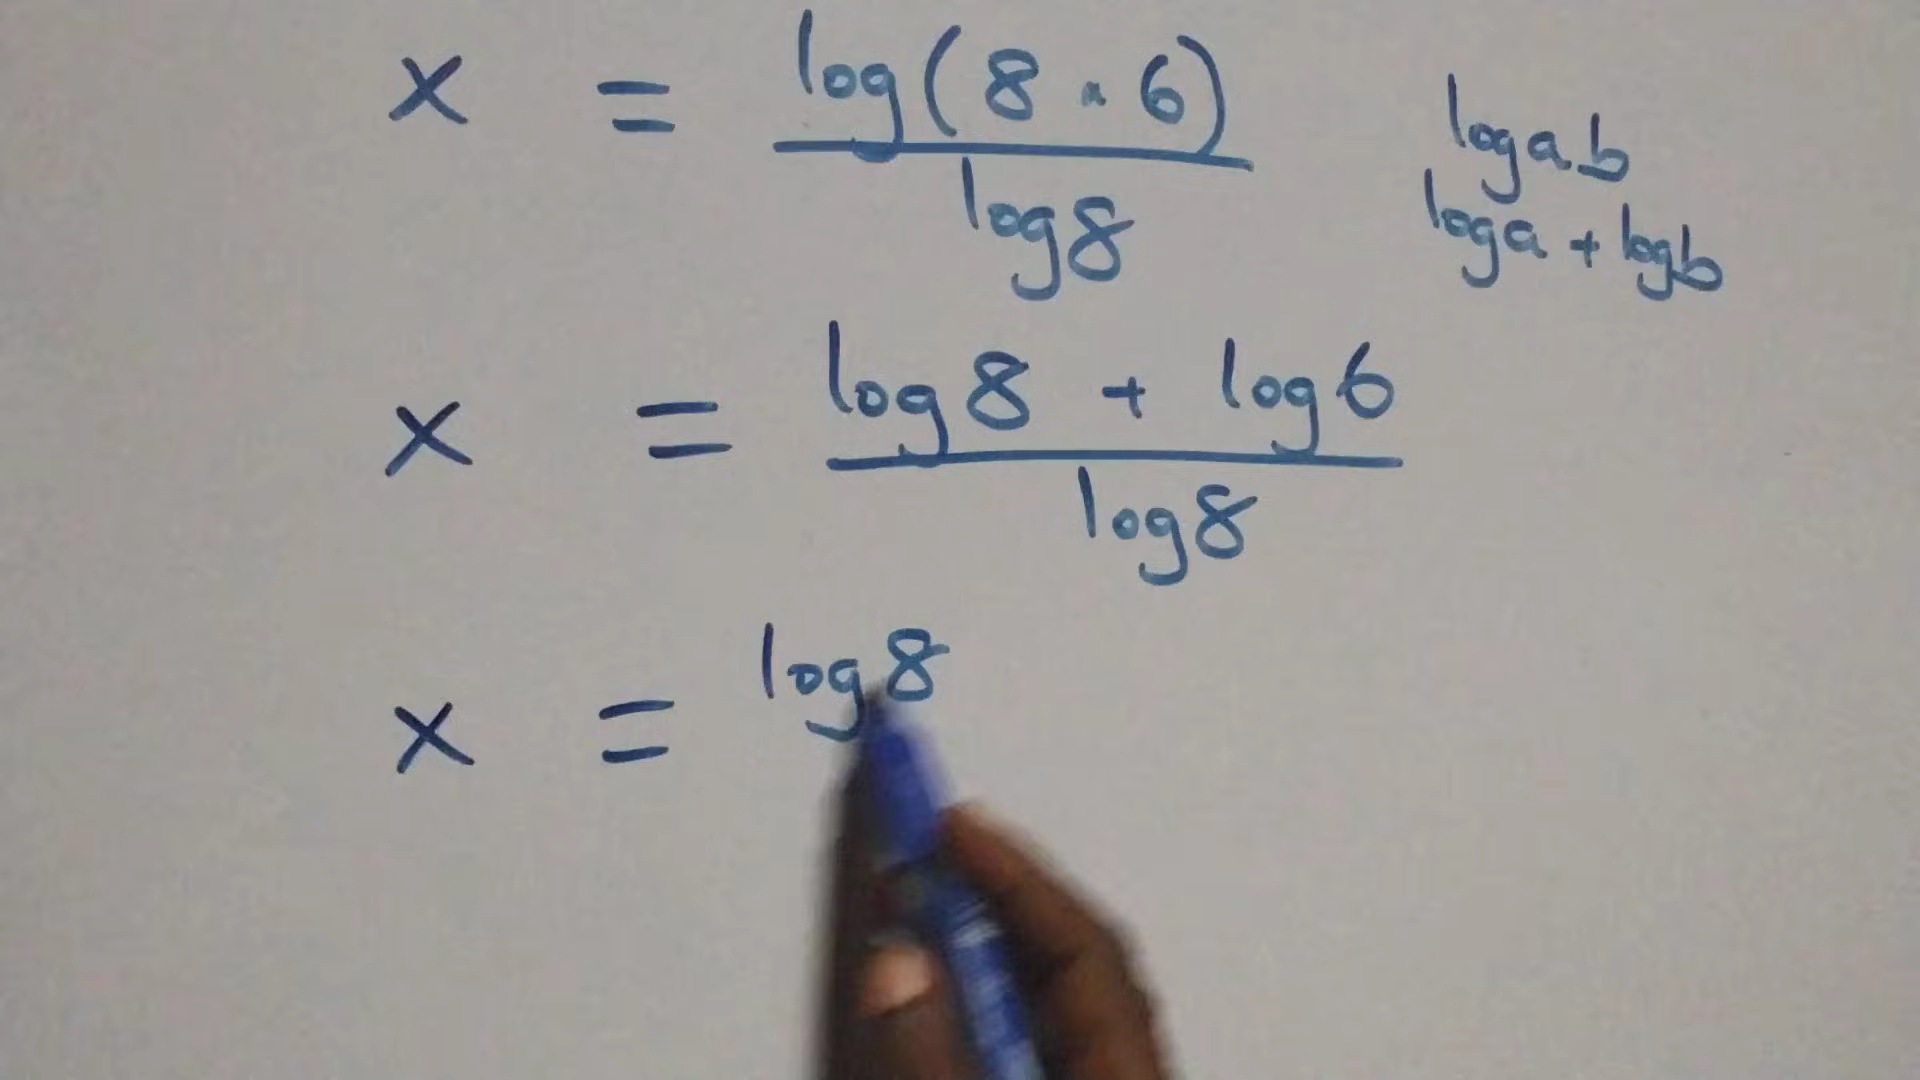 x = log(8 · 6)
log8
log a b
log a + log b
x = log8 + log6
log8
x = log8